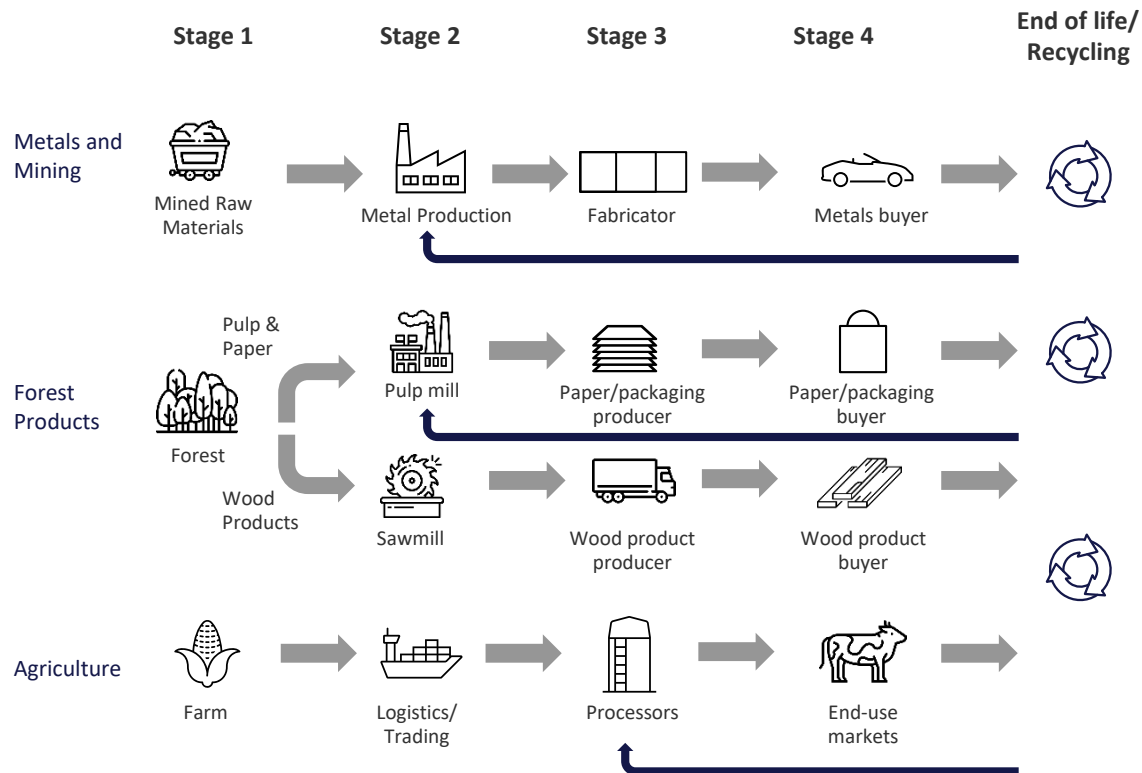 Stage 1
Stage 2
Stage 3
Stage 4
End of life/
Recycling
Metals and
Mining
Mined Raw
Materials
Metal Production
Fabricator
Metals buyer
Forest
Products
Pulp &
Paper
Forest
Wood
Products
Pulp mill
Paper/packaging
producer
Paper/packaging
buyer
Sawmill
Wood product
producer
Wood product
buyer
Agriculture
Farm
Logistics/
Trading
Processors
End-use
markets